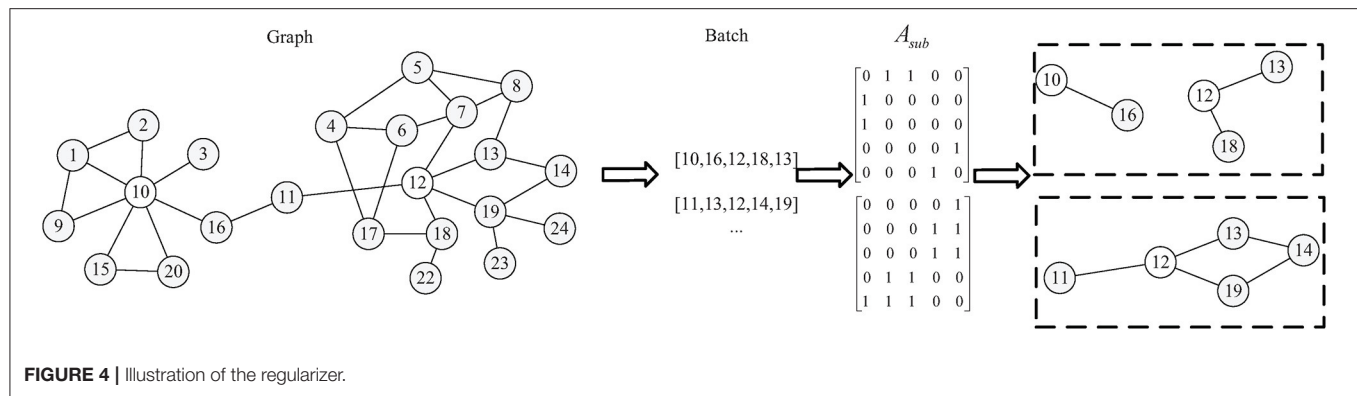 Graph
Batch
A_sub
5
8
7
4
6
2
1
3
13
14
12
10
11
9
16
19
24
17
18
15
20
23
22
[10,16,12,18,13]
[11,13,12,14,19]
...
0 1 1 0 0
1 0 0 0 0
1 0 0 0 0
0 0 0 0 1
0 0 0 1 0
0 0 0 0 1
0 0 0 1 1
0 0 0 1 1
0 1 1 0 0
1 1 1 0 0
10
16
13
12
18
11
12
13
14
19
FIGURE 4 | Illustration of the regularizer.